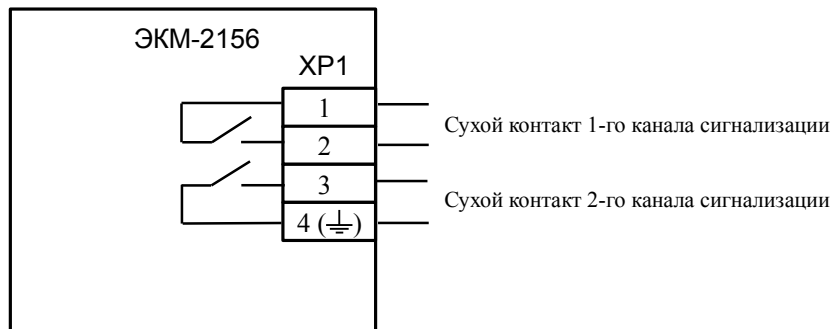 ЭКМ-2156
XP1
1
2
3
4 (⏚)
Сухой контакт 1-го канала сигнализации
Сухой контакт 2-го канала сигнализации